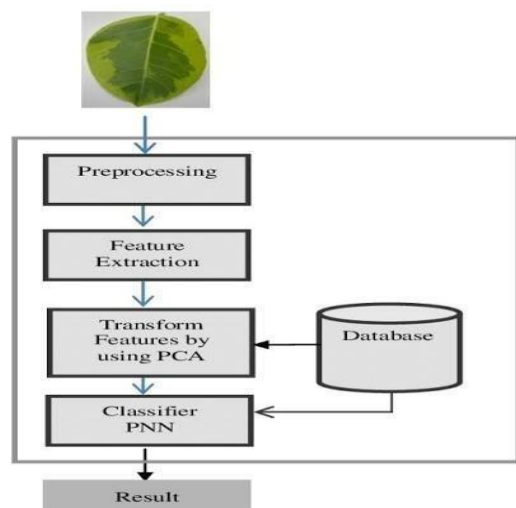 Preprocessing
Feature
Extraction
Transform
Features by
using PCA
Database
Classifier
PNN
Result